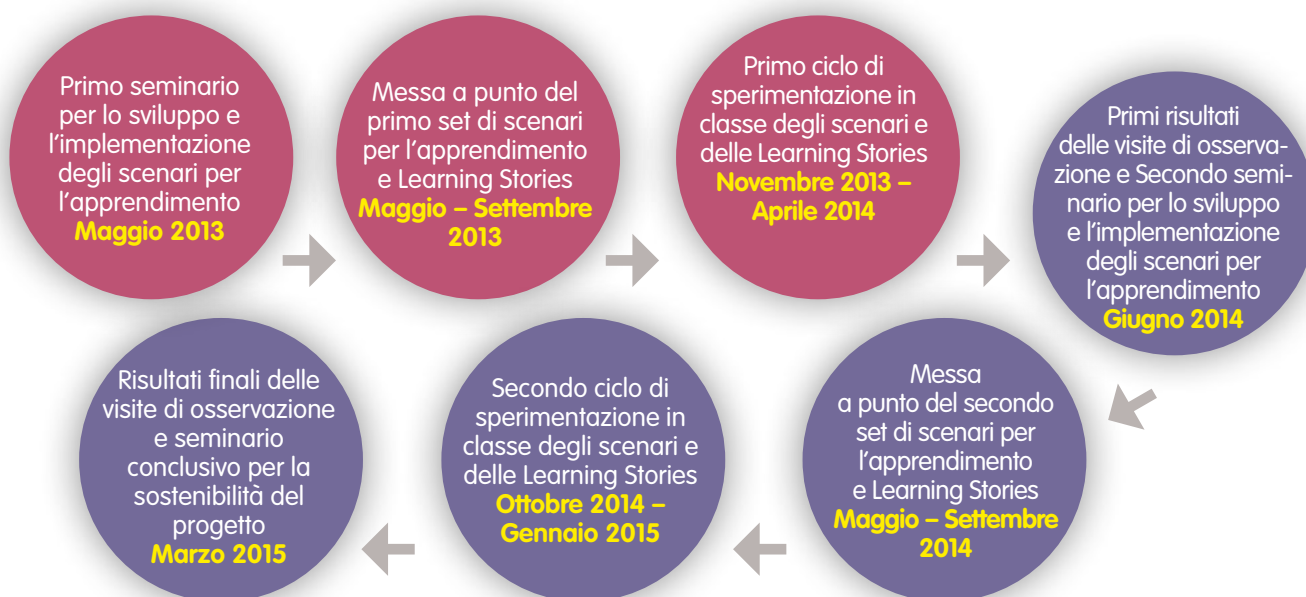 Primo seminario
per lo sviluppo e
l'implementazione
degli scenari per
l'apprendimento
Maggio 2013
Messa a punto del
primo set di scenari
per l'apprendimento
e Learning Stories
Maggio – Settembre
2013
Primo ciclo di
sperimentazione in
classe degli scenari e
delle Learning Stories
Novembre 2013 –
Aprile 2014
Primi risultati
delle visite di osserva-
zione e Secondo semi-
nario per lo sviluppo
e l'implementazione
degli scenari per
l'apprendimento
Giugno 2014
Messa
a punto del secondo
set di scenari per
l'apprendimento
e Learning Stories
Maggio – Settembre
2014
Secondo ciclo di
sperimentazione in
classe degli scenari e
delle Learning Stories
Ottobre 2014 –
Gennaio 2015
Risultati finali delle
visite di osservazione
e seminario
conclusivo per la
sostenibilità del
progetto
Marzo 2015